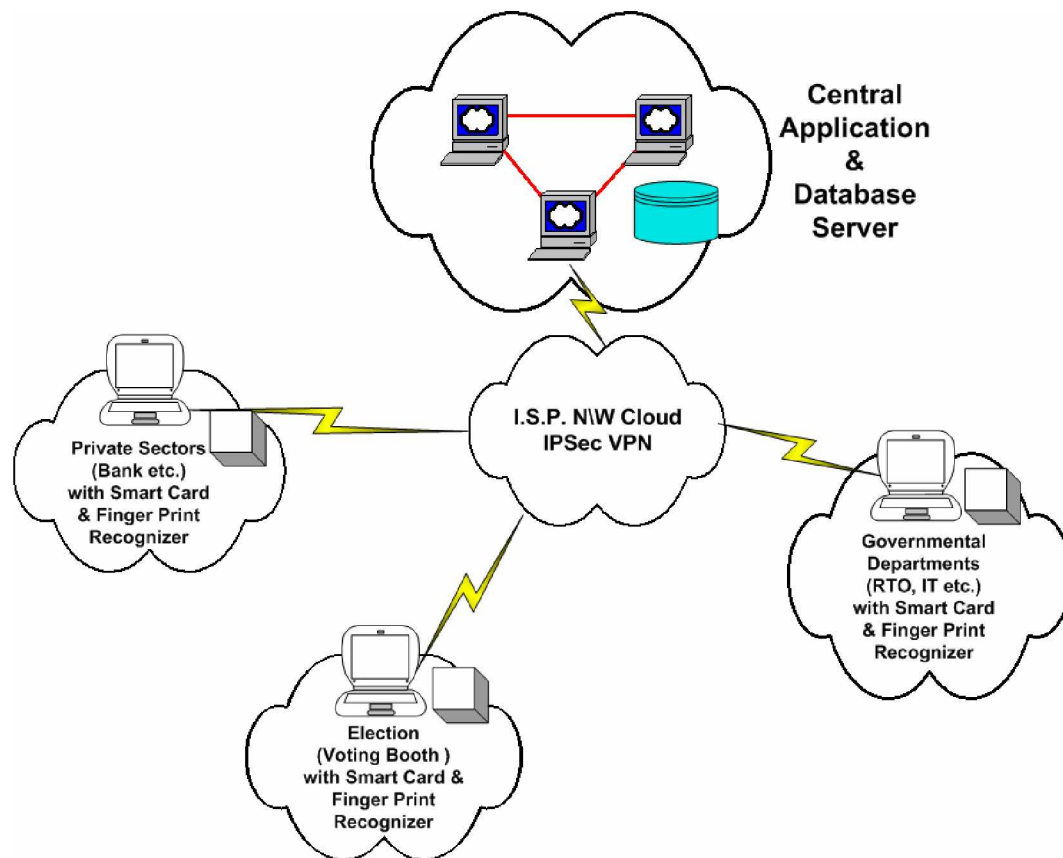 Central
Application
&
Database
Server
I.S.P. N\W Cloud
IPSec VPN
Private Sectors
(Bank etc.)
with Smart Card
& Finger Print
Recognizer
Governmental
Departments
(RTO, IT etc.)
with Smart Card
& Finger Print
Recognizer
Election
(Voting Booth )
with Smart Card &
Finger Print
Recognizer